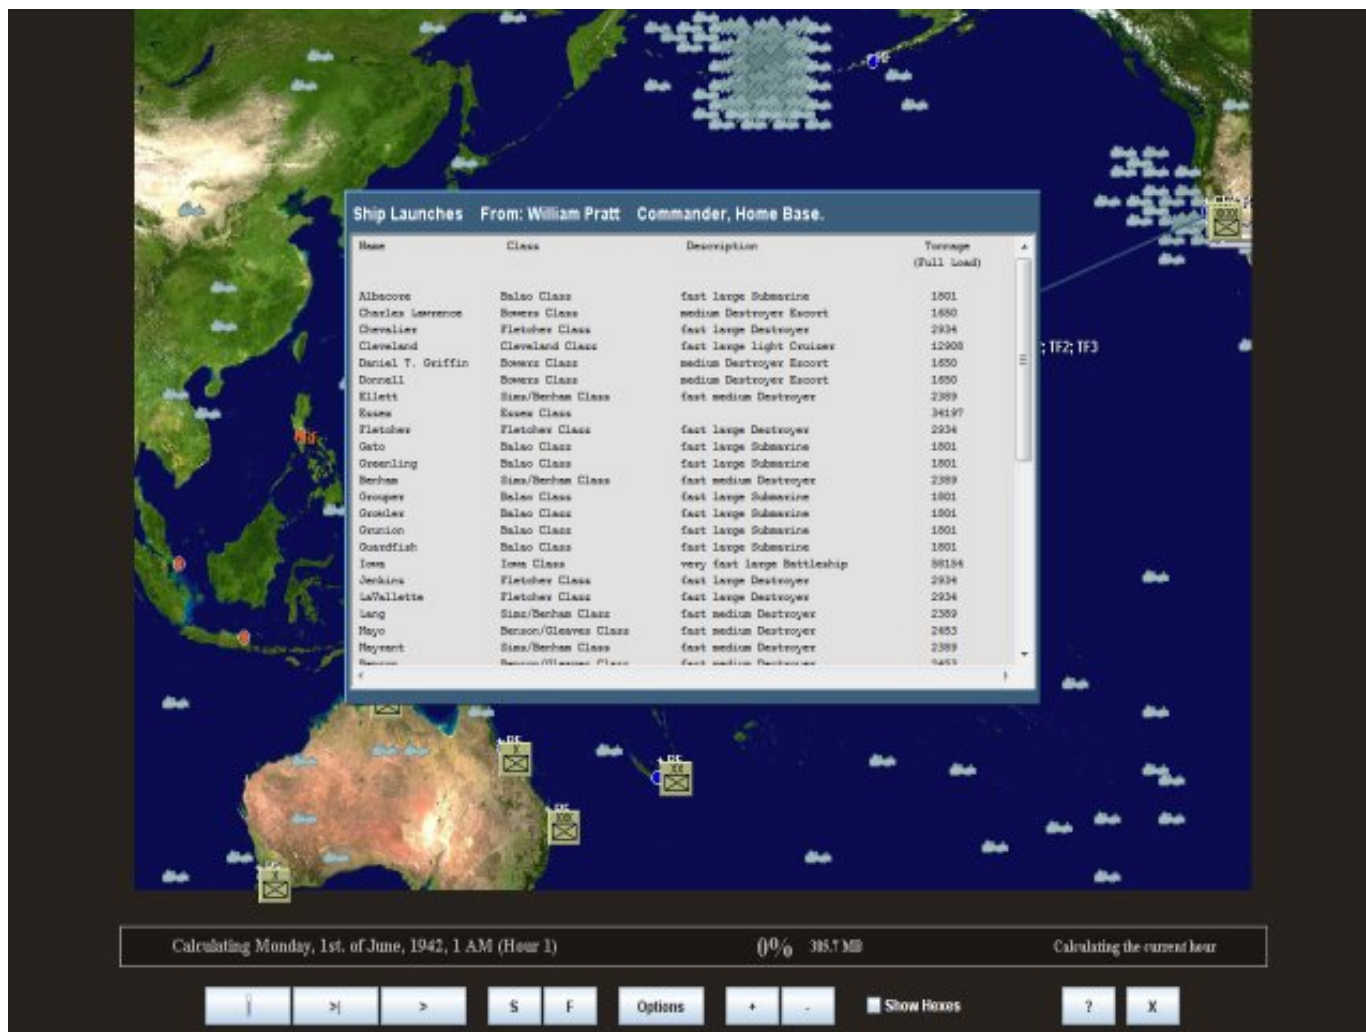 Ship Launches From: William Pratt Commander, Home Base.
Name Class Description Tonnage
(Full Load)
Albacore Balao Class fast large Submarine 1801
Charles Lawrence Bowers Class medium Destroyer Escort 1650
Chevalier Fletcher Class fast large Destroyer 2934
Cleveland Cleveland Class fast large light Cruiser 12908
Daniel T. Griffin Bowers Class medium Destroyer Escort 1650
Donnell Bowers Class medium Destroyer Escort 1650
Ellett Sims/Benham Class fast medium Destroyer 2389
Essex Essex Class 34197
Fletcher Fletcher Class fast large Destroyer 2934
Gato Balao Class fast large Submarine 1801
Greenling Balao Class fast large Submarine 1801
Benham Sims/Benham Class fast medium Destroyer 2389
Grouper Balao Class fast large Submarine 1801
Growler Balao Class fast large Submarine 1801
Grunion Balao Class fast large Submarine 1801
Guardfish Balao Class fast large Submarine 1801
Iowa Iowa Class very fast large Battleship
Jenkins Fletcher Class fast large Destroyer 2934
LaVallette Fletcher Class fast large Destroyer 2934
Lang Sims/Benham Class fast medium Destroyer 2389
Mayo Benson/Gleaves Class fast medium Destroyer 2453
Mayrant Sims/Benham Class fast medium Destroyer 2389
Benson Benson/Gleaves Class fast medium Destroyer 2453
; TF2; TF3
Calculating Monday, 1st. of June, 1942, 1 AM (Hour 1) 0% 305.7 MB Calculating the current hour
>| > S F Options + - Show Hexes ? X